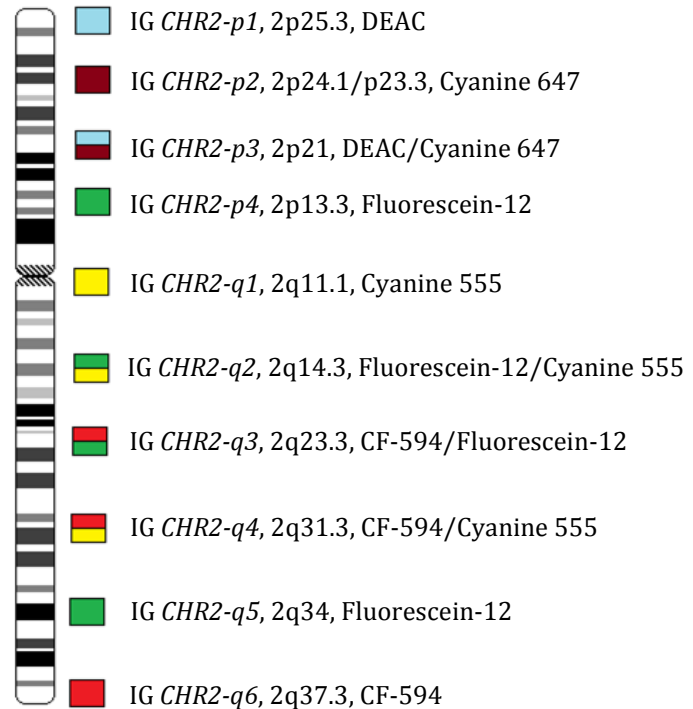 IG CHR2-p1, 2p25.3, DEAC
IG CHR2-p2, 2p24.1/p23.3, Cyanine 647
IG CHR2-p3, 2p21, DEAC/Cyanine 647
IG CHR2-p4, 2p13.3, Fluorescein-12
IG CHR2-q1, 2q11.1, Cyanine 555
IG CHR2-q2, 2q14.3, Fluorescein-12/Cyanine 555
IG CHR2-q3, 2q23.3, CF-594/Fluorescein-12
IG CHR2-q4, 2q31.3, CF-594/Cyanine 555
IG CHR2-q5, 2q34, Fluorescein-12
IG CHR2-q6, 2q37.3, CF-594